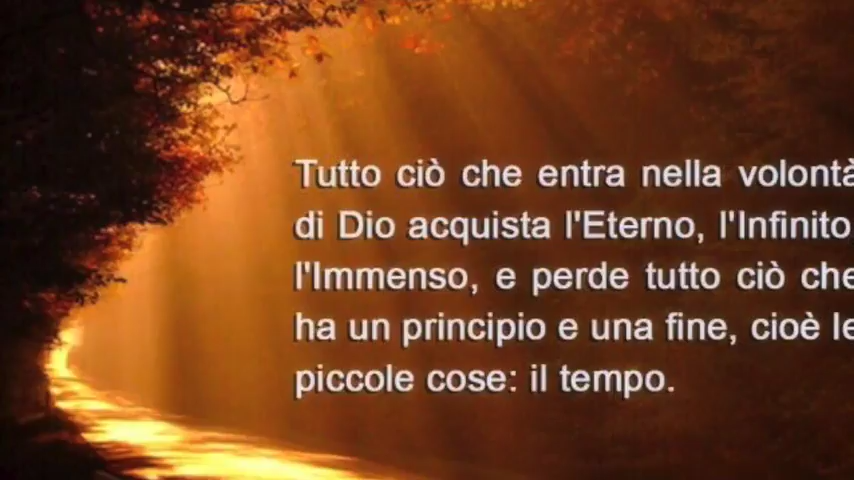 Tutto ciò che entra nella volontà
di Dio acquista l'Eterno, l'Infinito
l'Immenso, e perde tutto ciò che
ha un principio e una fine, cioè le
piccole cose: il tempo.